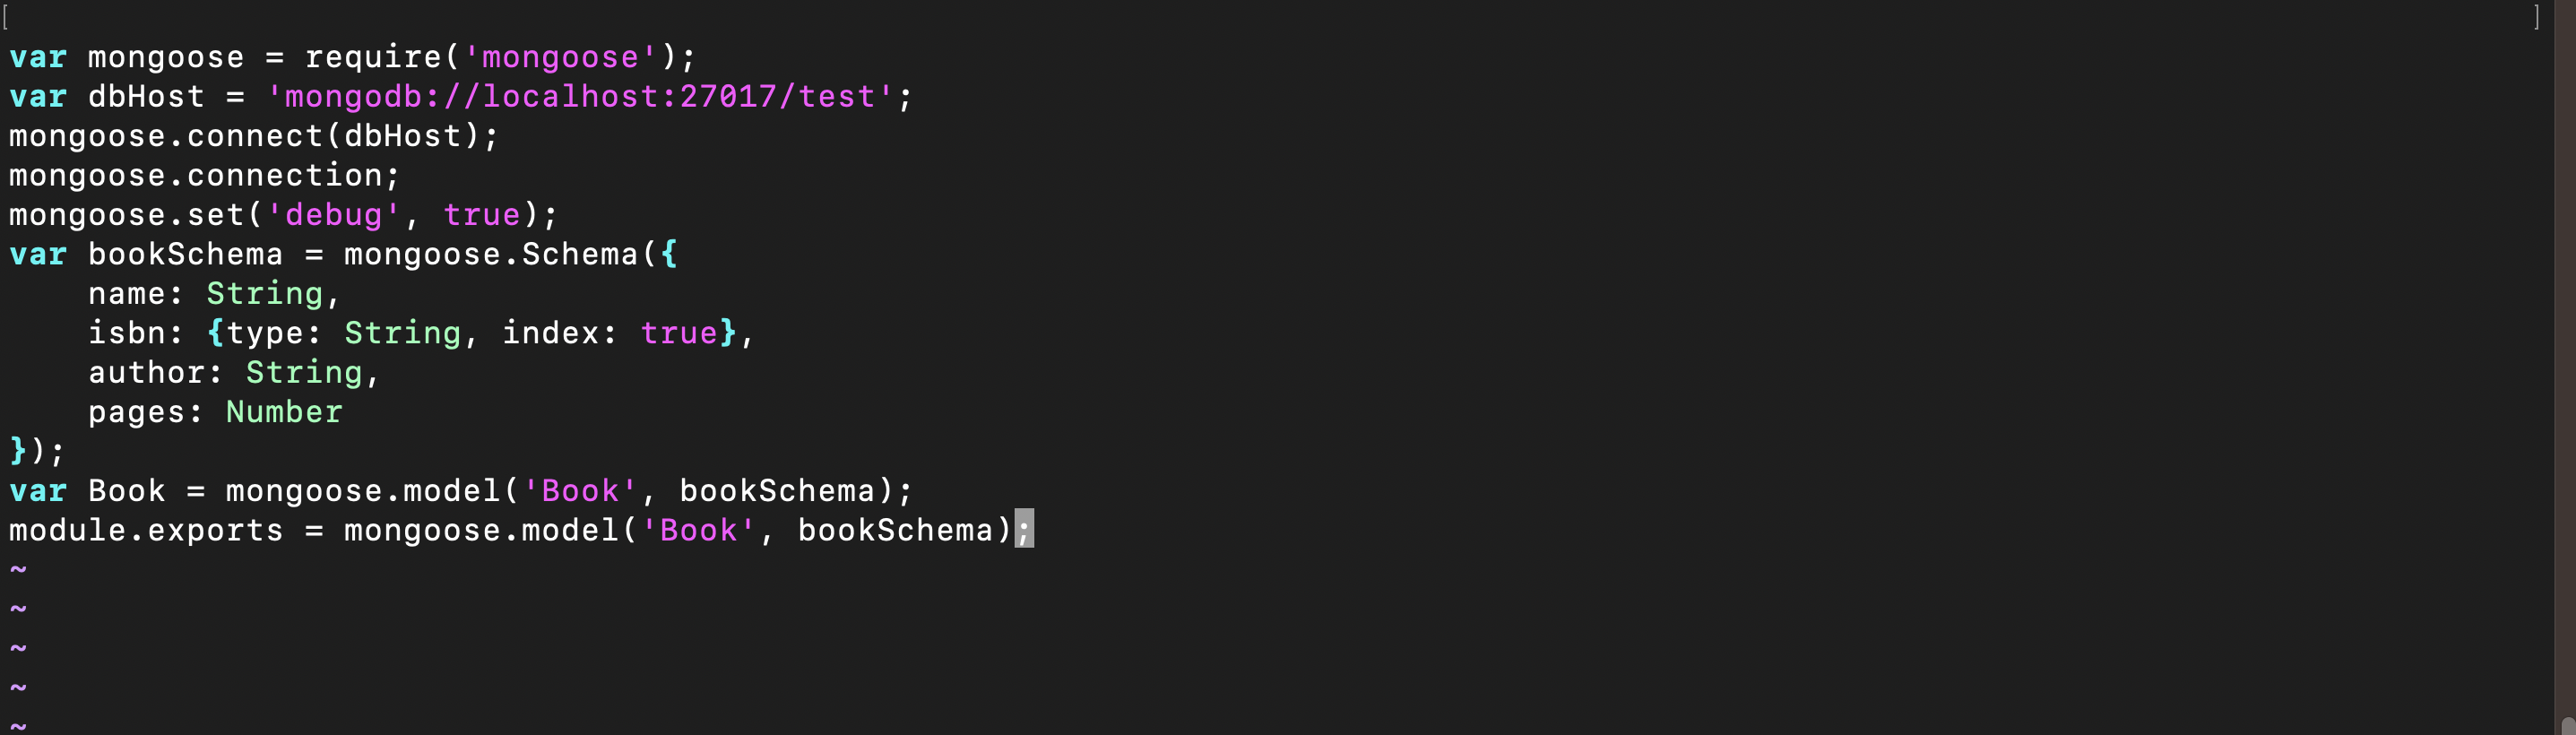 [ ]
var mongoose = require('mongoose');
var dbHost = 'mongodb://localhost:27017/test';
mongoose.connect(dbHost);
mongoose.connection;
mongoose.set('debug', true);
var bookSchema = mongoose.Schema({
    name: String,
    isbn: {type: String, index: true},
    author: String,
    pages: Number
});
var Book = mongoose.model('Book', bookSchema);
module.exports = mongoose.model('Book', bookSchema);
~
~
~
~
~